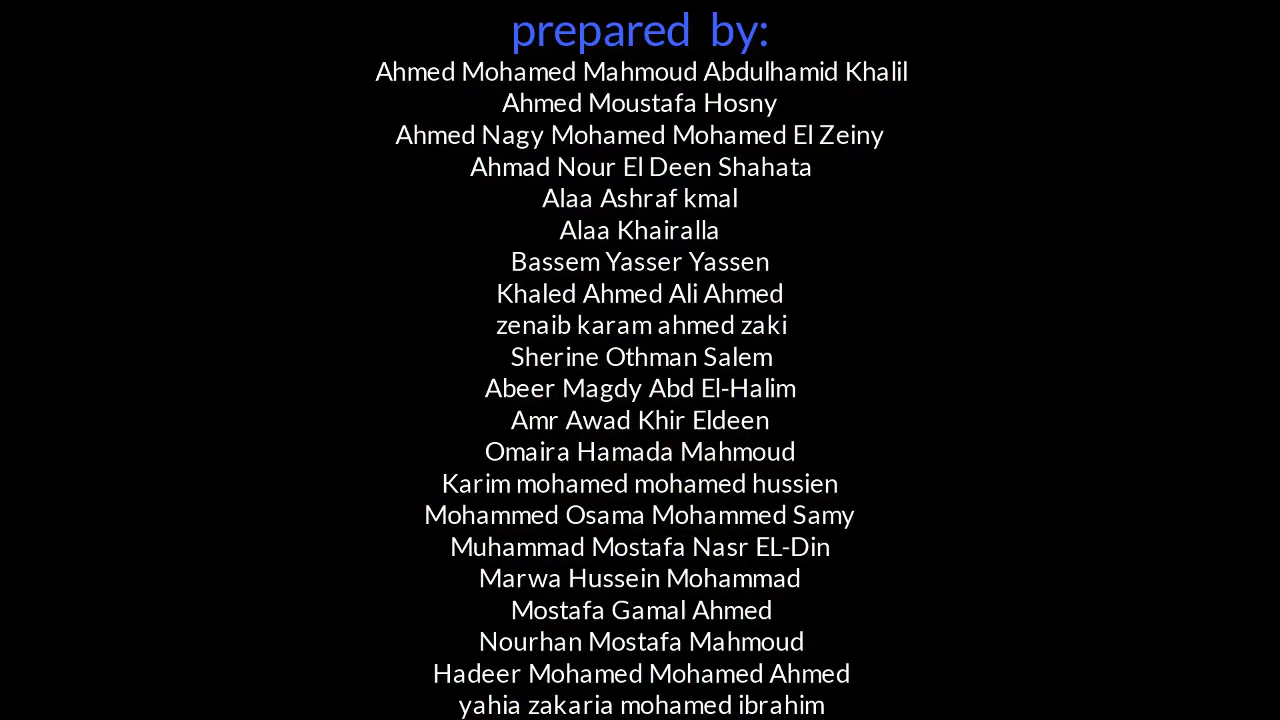 prepared by:
Ahmed Mohamed Mahmoud Abdulhamid Khalil
Ahmed Moustafa Hosny
Ahmed Nagy Mohamed Mohamed El Zeiny
Ahmad Nour El Deen Shahata
Alaa Ashraf kmal
Alaa Khairalla
Bassem Yasser Yassen
Khaled Ahmed Ali Ahmed
zenaib karam ahmed zaki
Sherine Othman Salem
Abeer Magdy Abd El-Halim
Amr Awad Khir Eldeen
Omaira Hamada Mahmoud
Karim mohamed mohamed hussien
Mohammed Osama Mohammed Samy
Muhammad Mostafa Nasr EL-Din
Marwa Hussein Mohammad
Mostafa Gamal Ahmed
Nourhan Mostafa Mahmoud
Hadeer Mohamed Mohamed Ahmed
yahia zakaria mohamed ibrahim